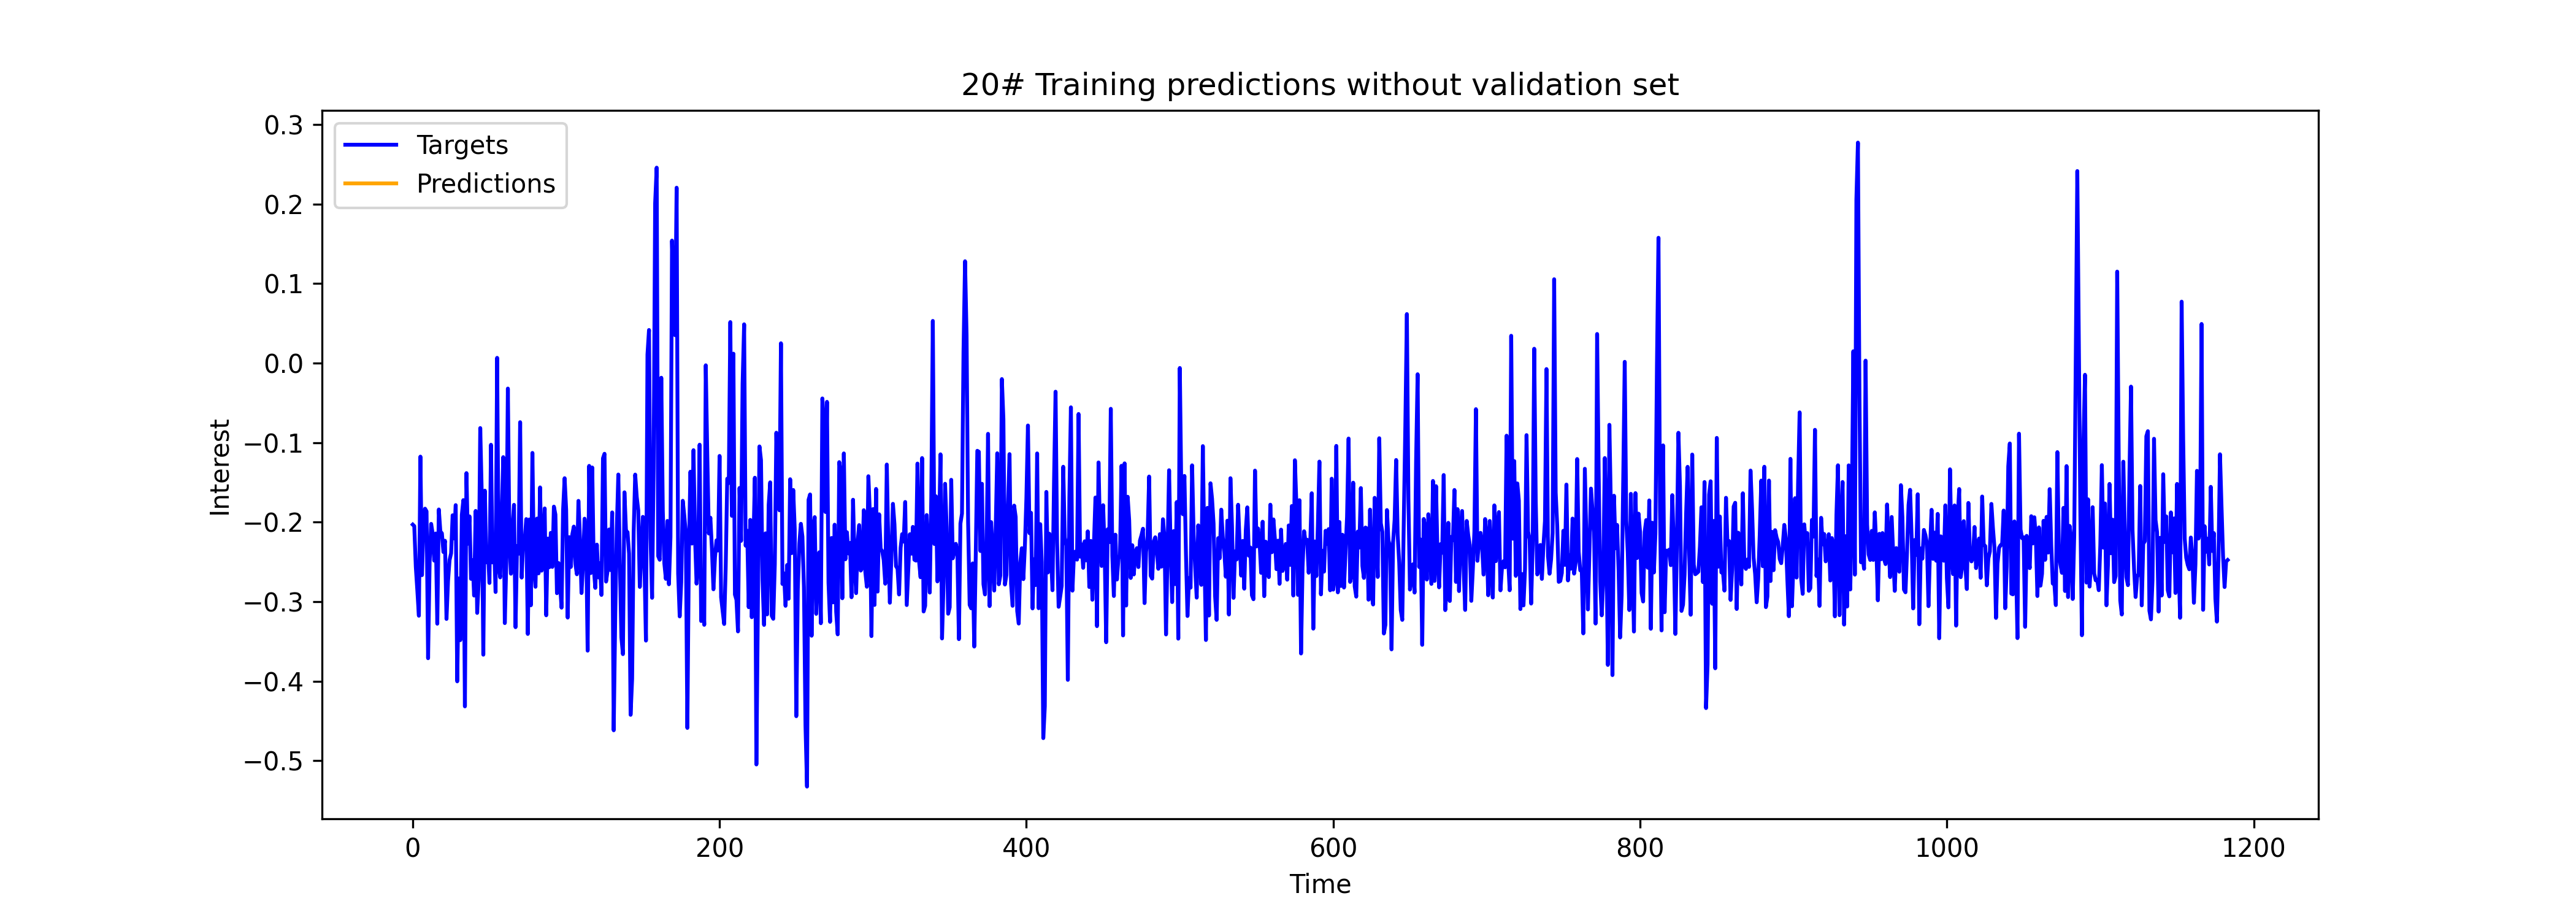 20# Training predictions without validation set
Targets
Predictions
Interest
0.3
0.2
0.1
0.0
−0.1
−0.2
−0.3
−0.4
−0.5
0 200 400 600 800 1000 1200
Time